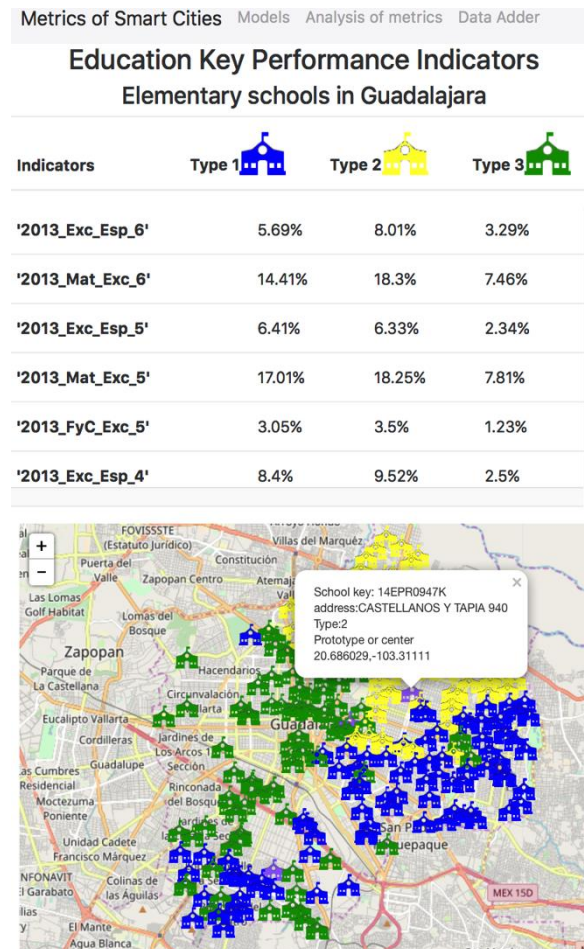 Metrics of Smart Cities Models Analysis of metrics Data Adder
Education Key Performance Indicators
Elementary schools in Guadalajara
Indicators Type 1 Type 2 Type 3
'2013_Exc_Esp_6' 5.69% 8.01% 3.29%
'2013_Mat_Exc_6' 14.41% 18.3% 7.46%
'2013_Exc_Esp_5' 6.41% 6.33% 2.34%
'2013_Mat_Exc_5' 17.01% 18.25% 7.81%
'2013_FyC_Exc_5' 3.05% 3.5% 1.23%
'2013_Exc_Esp_4' 8.4% 9.52% 2.5%
+
−
FOVISSSTE
(Estatuto Jurídico)
Villas del Marquéz
Puerta del
Valle
Constitución
Zapopan Centro
Las Lomas
Golf Habitat
Lomas del
Bosque
×
School key: 14EPR0947K
address:CASTELLANOS Y TAPIA 940
Type:2
Prototype or center
20.686029,-103.31111
Zapopan
Parque de
La Castellana
Hacendarios
Circunvalación
Eucalipto Vallarta
Cordilleras
Jardines de
Los Arcos 1
Sección
Guadalupe
Residencial
Moctezuma
Poniente
Rinconada
del Bosque
Jardines de
Unidad Cadete
Francisco Márquez
Colinas de
las Águilas
El Garabato
El Mante
Agua Blanca
MEX 15D